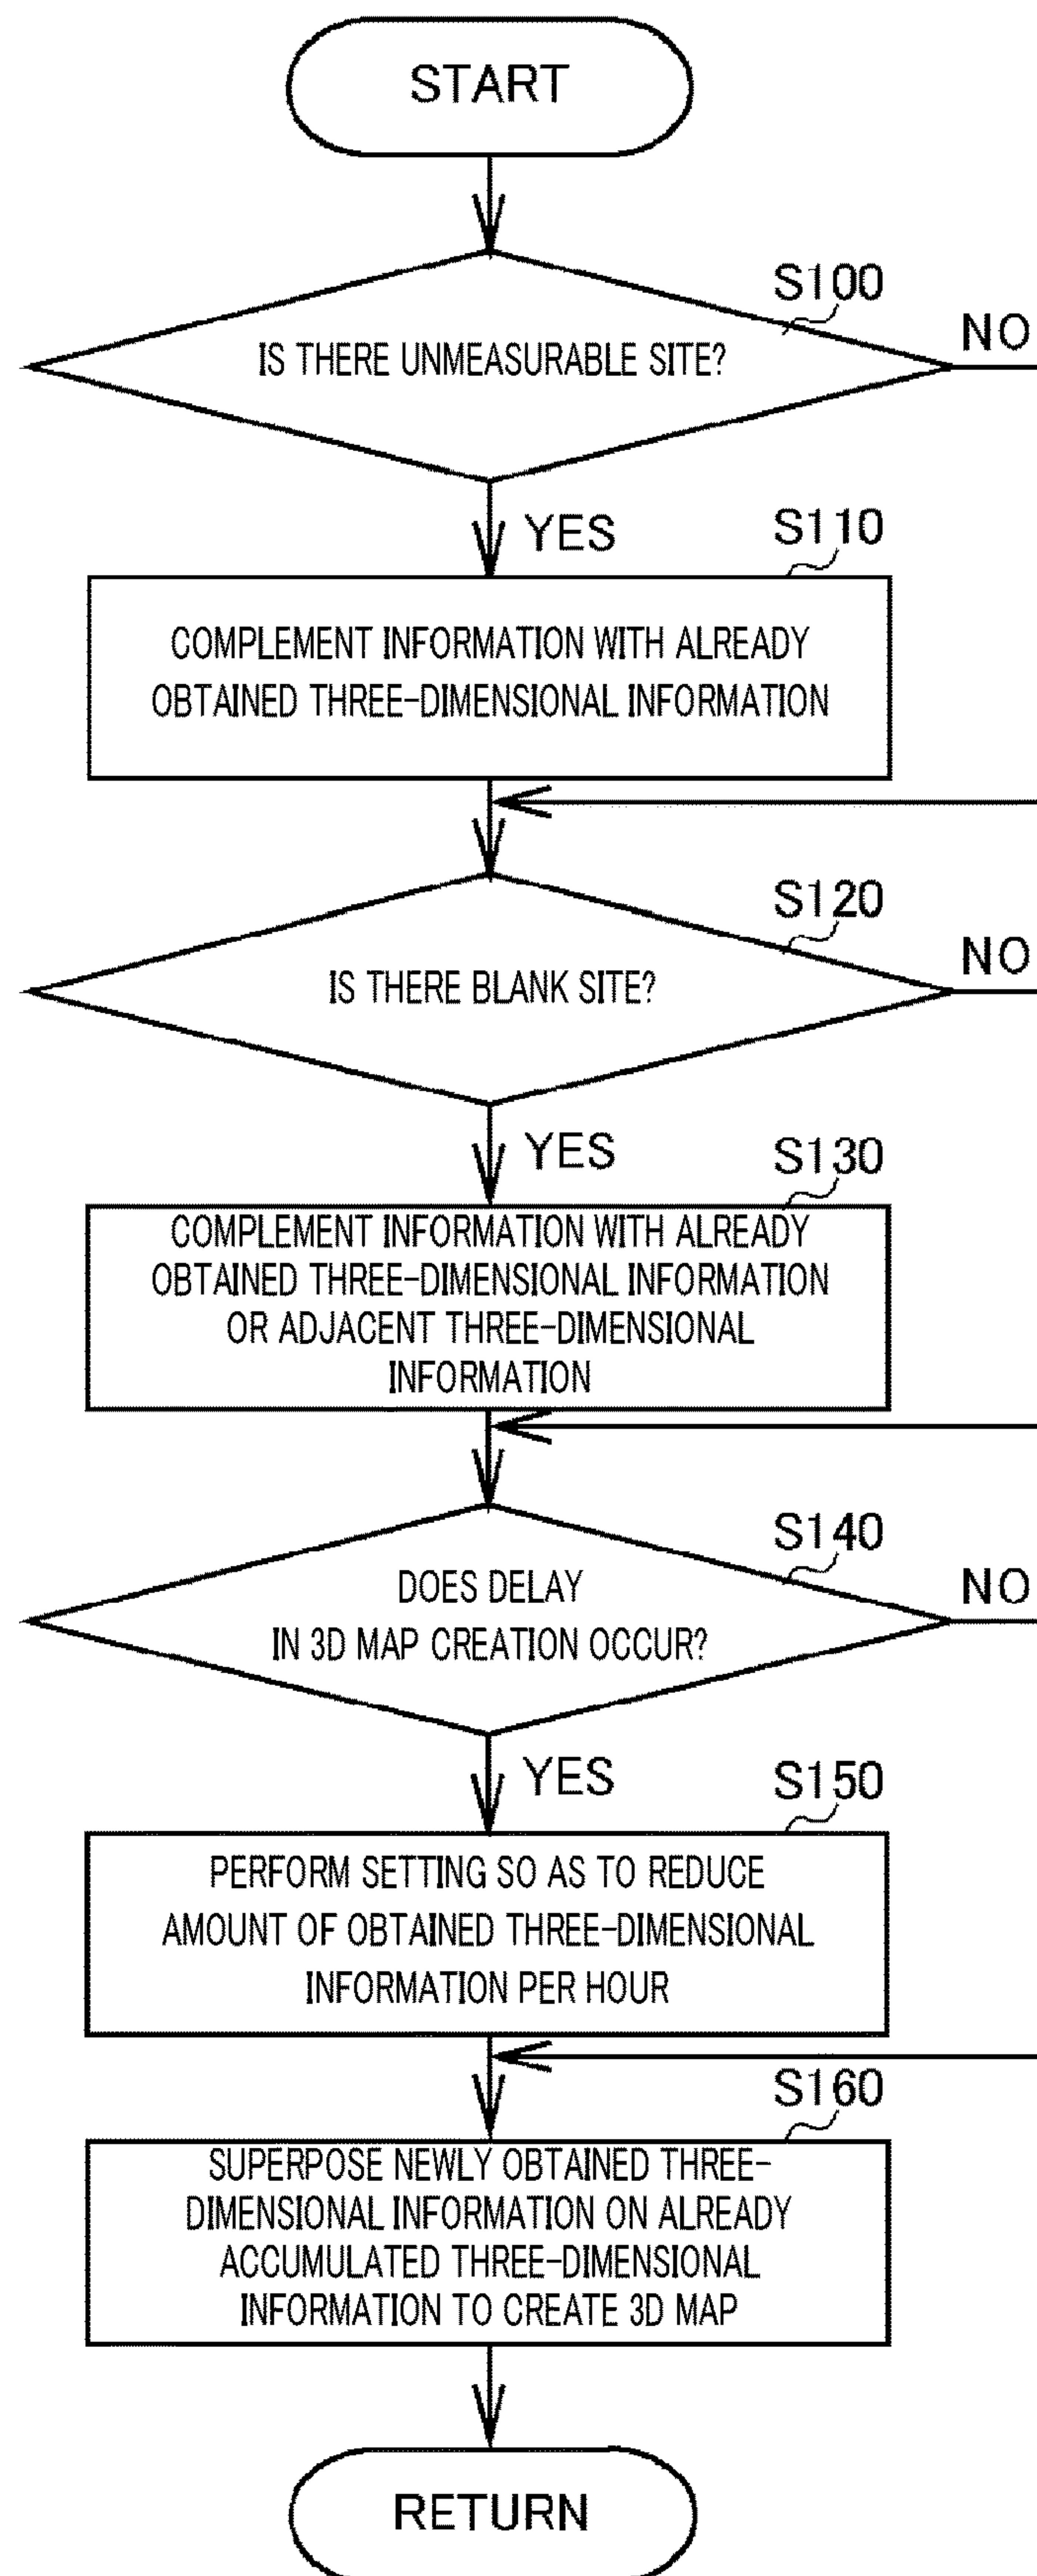 START
S100
IS THERE UNMEASURABLE SITE?
NO
YES
S110
COMPLEMENT INFORMATION WITH ALREADY
OBTAINED THREE-DIMENSIONAL INFORMATION
S120
IS THERE BLANK SITE?
NO
YES
S130
COMPLEMENT INFORMATION WITH ALREADY
OBTAINED THREE-DIMENSIONAL INFORMATION
OR ADJACENT THREE-DIMENSIONAL
INFORMATION
S140
DOES DELAY
IN 3D MAP CREATION OCCUR?
NO
YES
S150
PERFORM SETTING SO AS TO REDUCE
AMOUNT OF OBTAINED THREE-DIMENSIONAL
INFORMATION PER HOUR
S160
SUPERPOSE NEWLY OBTAINED THREE-
DIMENSIONAL INFORMATION ON ALREADY
ACCUMULATED THREE-DIMENSIONAL
INFORMATION TO CREATE 3D MAP
RETURN